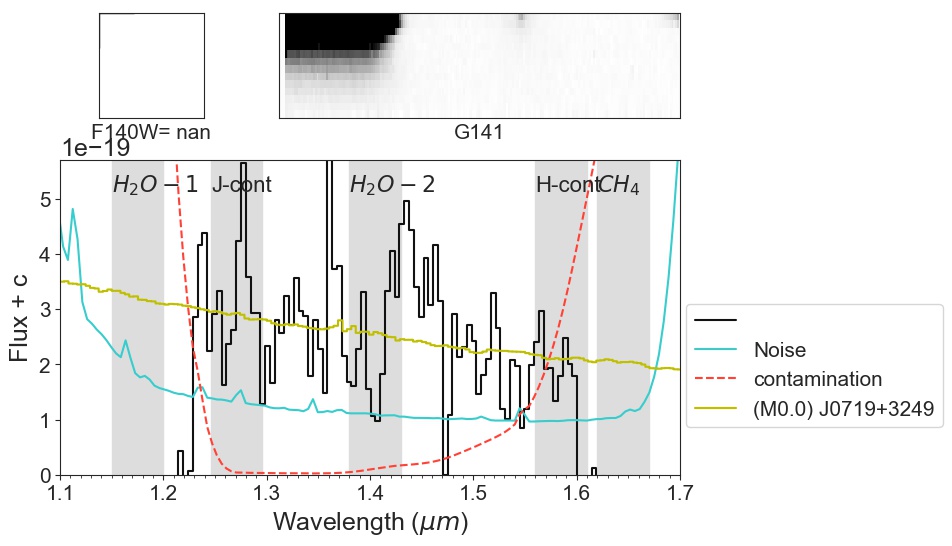 F140W= nan
G141
1e−19
H₂O − 1 J-cont H₂O − 2 H-cont CH₄
5
4
3
2
1
0
Flux + c
1.1 1.2 1.3 1.4 1.5 1.6 1.7
Wavelength (μm)
Noise
contamination
(M0.0) J0719+3249